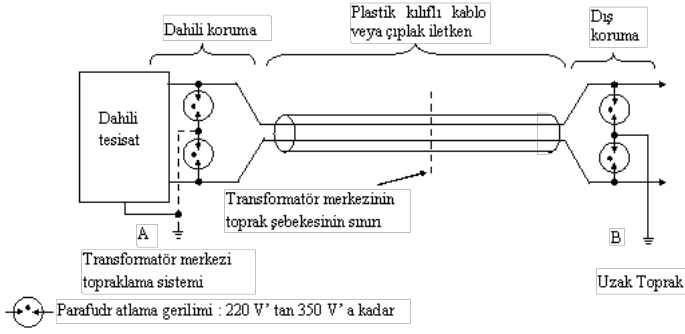 Plastik kılıflı kablo
veya çıplak iletken
Dahili koruma
Dış
koruma
Dahili
tesisat
Transformatör merkezinin
toprak şebekesinin sınırı
A
B
Transformatör merkezi
topraklama sistemi
Uzak Toprak
Parafudr atlama gerilimi : 220 V' tan 350 V' a kadar